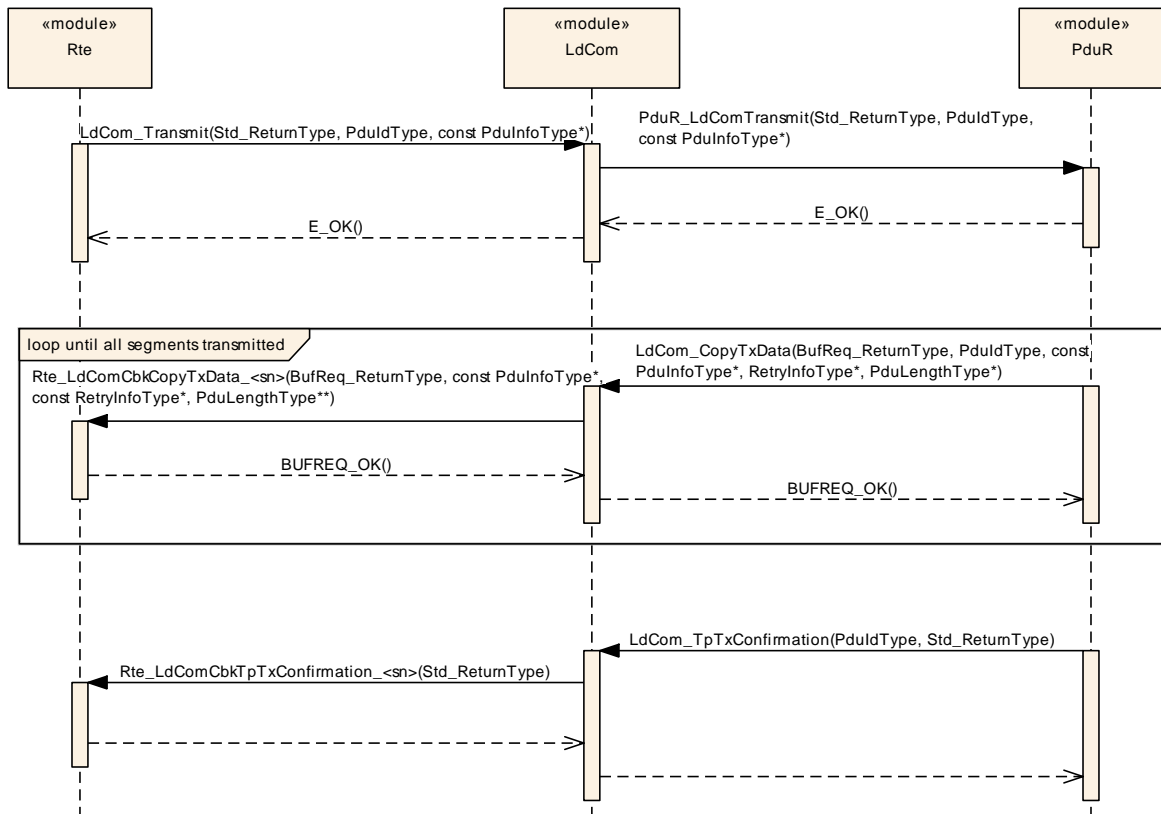 «module»
Rte
«module»
LdCom
«module»
PduR
LdCom_Transmit(Std_ReturnType, PduIdType, const PduInfoType*)
PduR_LdComTransmit(Std_ReturnType, PduIdType,
const PduInfoType*)
E_OK()
E_OK()
loop until all segments transmitted
LdCom_CopyTxData(BufReq_ReturnType, PduIdType, const
PduInfoType*, RetryInfoType*, PduLengthType*)
Rte_LdComCbkCopyTxData_<sn>(BufReq_ReturnType, const PduInfoType*,
const RetryInfoType*, PduLengthType**)
BUFREQ_OK()
BUFREQ_OK()
LdCom_TpTxConfirmation(PduIdType, Std_ReturnType)
Rte_LdComCbkTpTxConfirmation_<sn>(Std_ReturnType)